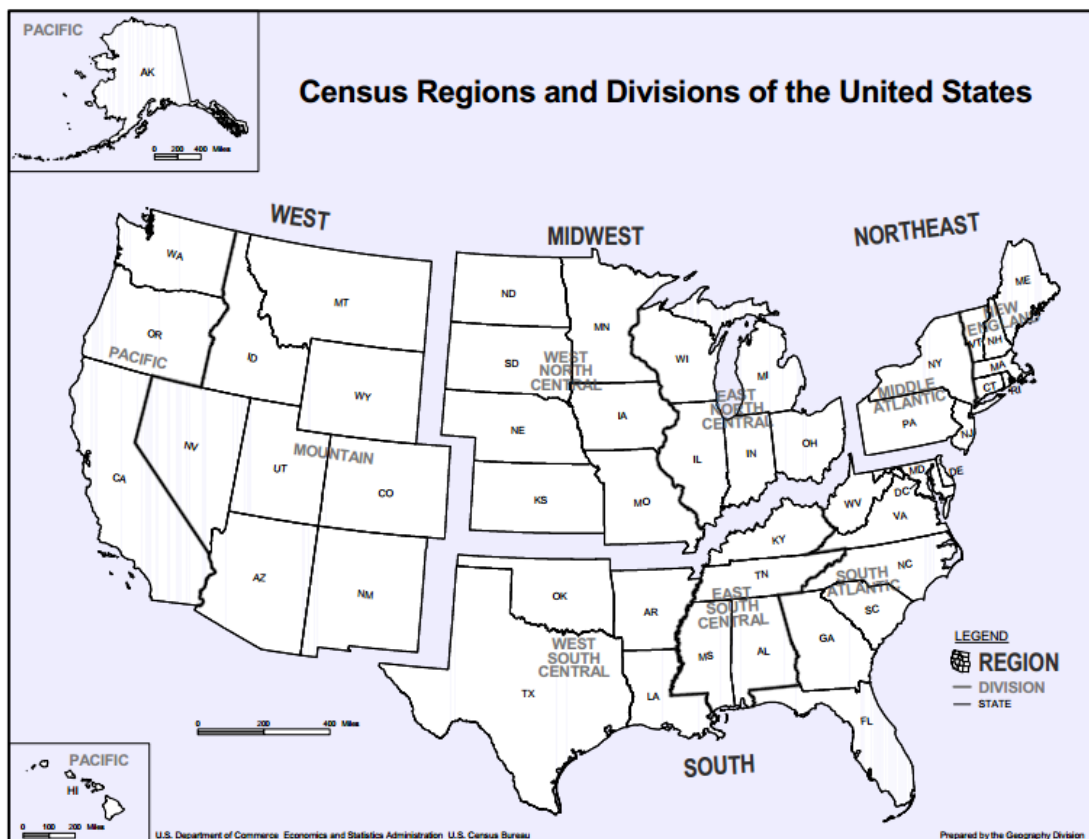 PACIFIC
AK
0 200 400 Miles
Census Regions and Divisions of the United States
WEST
MIDWEST
NORTHEAST
WA
MT
OR
ID
PACIFIC
WY
NV
UT
MOUNTAIN
CO
CA
AZ
NM
ND
MN
SD
WEST
NORTH
CENTRAL
IA
NE
KS
MO
WI
MI
EAST
NORTH
CENTRAL
IL
IN
OH
ME
NEW
ENGLAND
VT
NH
NY
MA
CT
RI
MIDDLE
ATLANTIC
PA
NJ
MD
DE
DC
WV
VA
KY
NC
TN
SOUTH
ATLANTIC
EAST
SOUTH
CENTRAL
SC
MS
AL
GA
FL
OK
AR
WEST
SOUTH
CENTRAL
TX
LA
SOUTH
0 200 400 Miles
LEGEND
REGION
DIVISION
STATE
PACIFIC
HI
0 100 200 Miles
U.S. Department of Commerce Economics and Statistics Administration U.S. Census Bureau
Prepared by the Geography Division